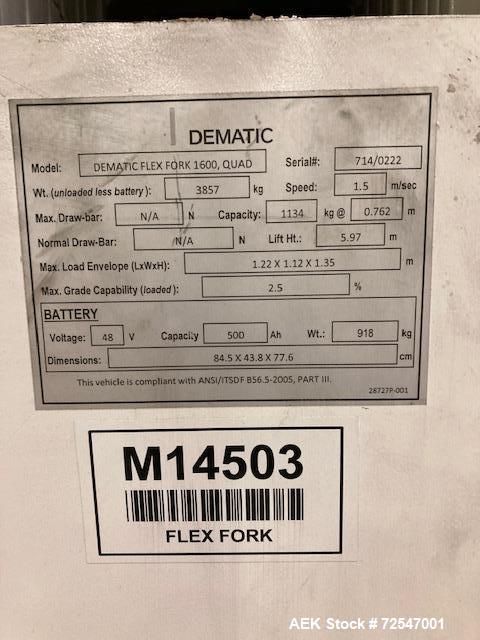 DEMATIC
Model: DEMATIC FLEX FORK 1600, QUAD Serial#: 714/0222
Wt. (unloaded less battery): 3857 kg Speed: 1.5 m/sec
Max. Draw-bar: N/A N Capacity: 1134 kg @ 0.762 m
Normal Draw-Bar: N/A N Lift Ht.: 5.97 m
Max. Load Envelope (LxWxH): 1.22 X 1.12 X 1.35 m
Max. Grade Capability (loaded): 2.5 %
BATTERY
Voltage: 48 V Capacity 500 Ah Wt.: 918 kg
Dimensions: 84.5 X 43.8 X 77.6 cm
This vehicle is compliant with ANSI/ITSDF B56.5-2005, PART III.
28727P-001
M14503
FLEX FORK
AEK Stock # 72547001